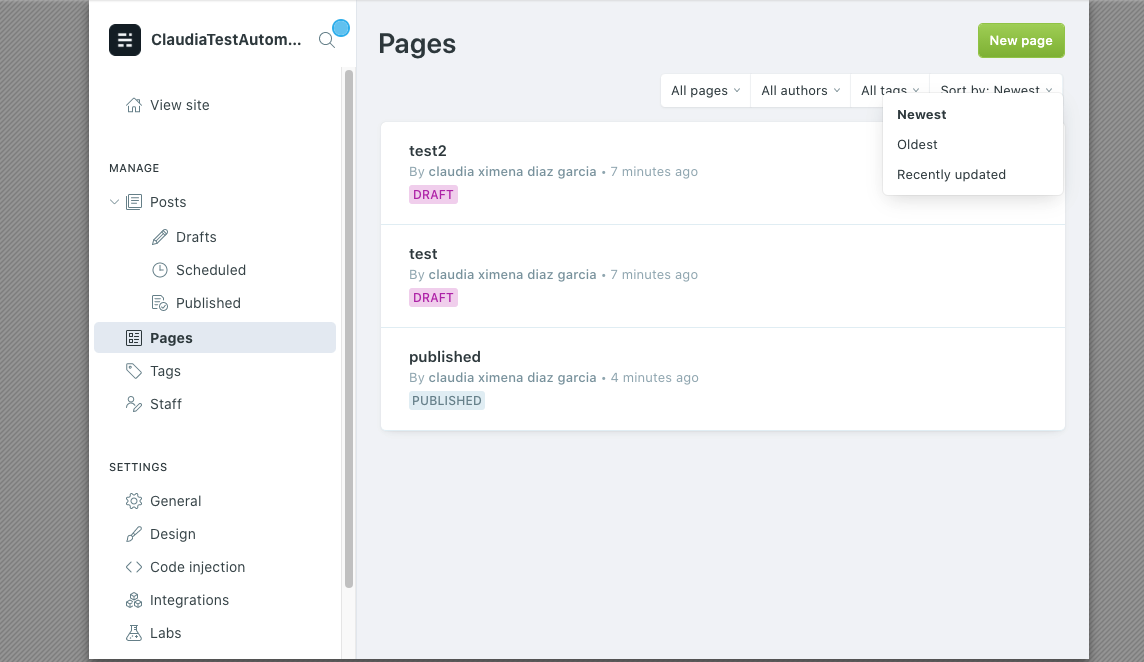 ClaudiaTestAutom...
View site
MANAGE
Posts
Drafts
Scheduled
Published
Pages
Tags
Staff
SETTINGS
General
Design
Code injection
Integrations
Labs
Pages
New page
All pages
All authors
All tags
Sort by: Newest
Newest
Oldest
Recently updated
test2
By claudia ximena diaz garcia • 7 minutes ago
DRAFT
test
By claudia ximena diaz garcia • 7 minutes ago
DRAFT
published
By claudia ximena diaz garcia • 4 minutes ago
PUBLISHED